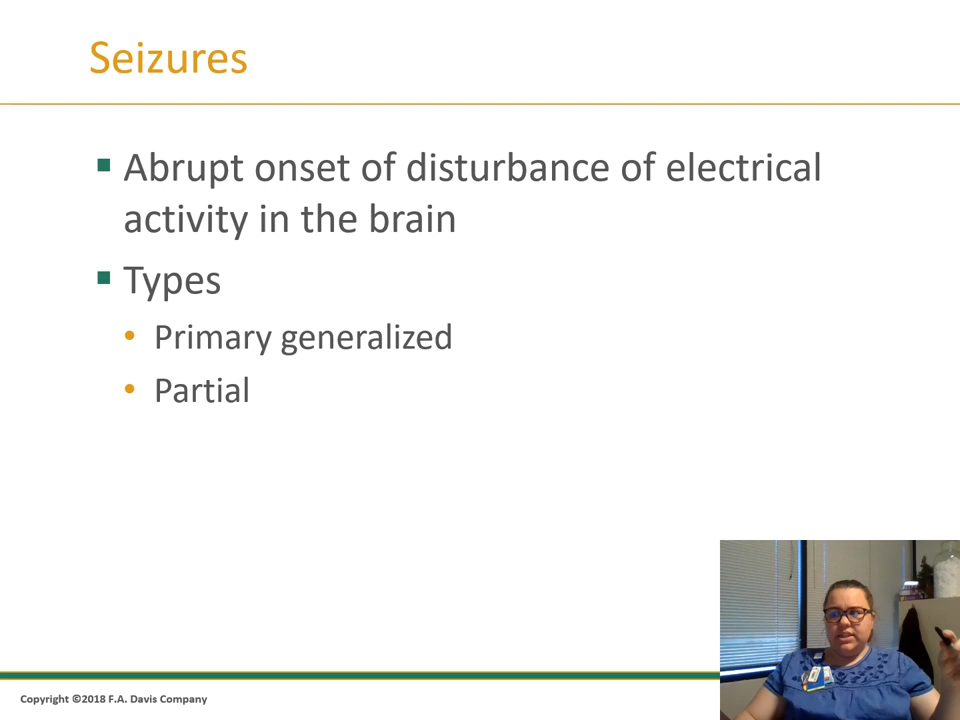 Seizures
Abrupt onset of disturbance of electrical
activity in the brain
Types
Primary generalized
Partial
Copyright ©2018 F.A. Davis Company